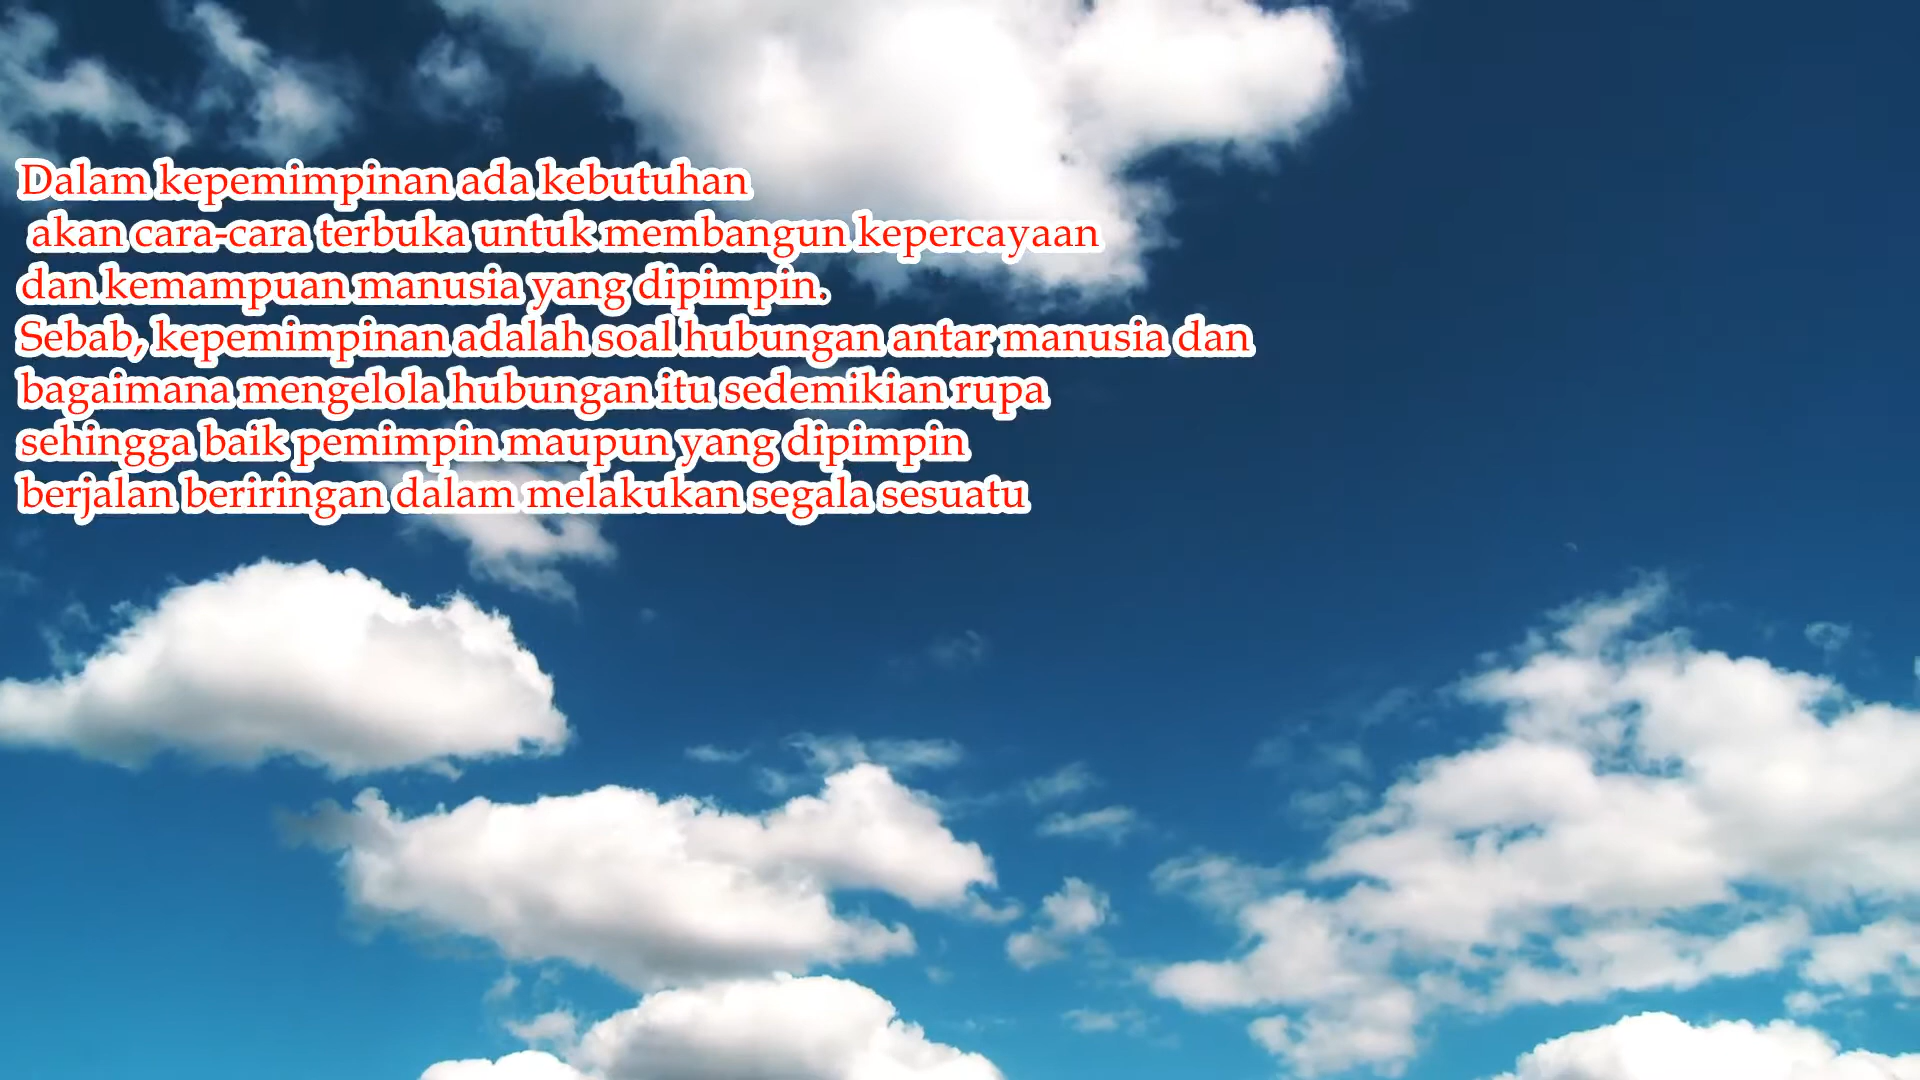 Dalam kepemimpinan ada kebutuhan
akan cara-cara terbuka untuk membangun kepercayaan
dan kemampuan manusia yang dipimpin.
Sebab, kepemimpinan adalah soal hubungan antar manusia dan
bagaimana mengelola hubungan itu sedemikian rupa
sehingga baik pemimpin maupun yang dipimpin
berjalan beriringan dalam melakukan segala sesuatu